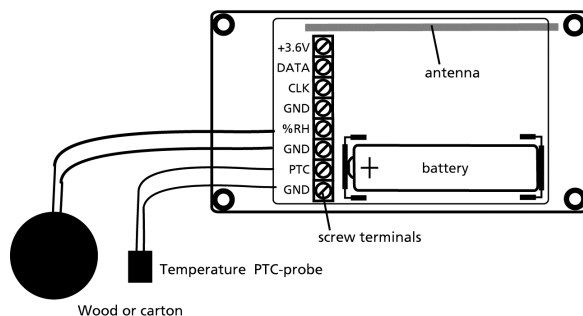 +3.6V
DATA
antenna
CLK
GND
%RH
GND
PTC
battery
GND
screw terminals
Temperature PTC-probe
Wood or carton